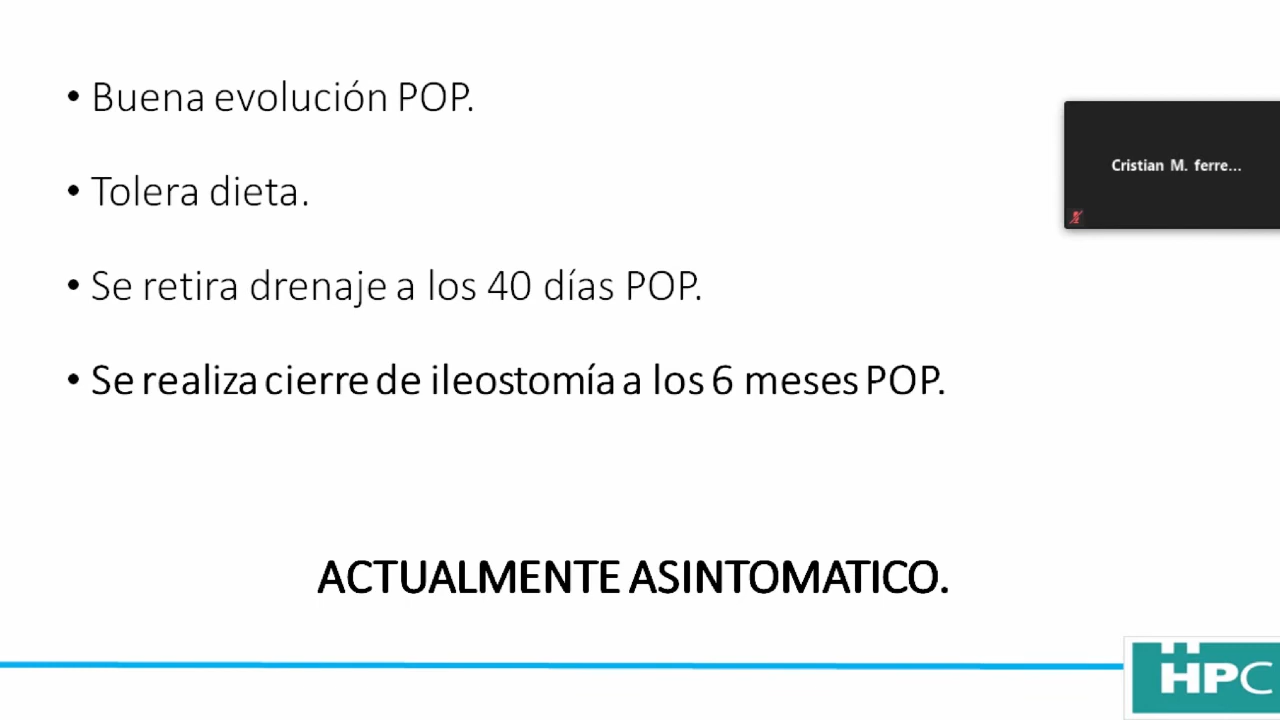 • Buena evolución POP.
Cristian M. ferre...
• Tolera dieta.
• Se retira drenaje a los 40 días POP.
• Se realiza cierre de ileostomía a los 6 meses POP.
ACTUALMENTE ASINTOMATICO.
HPC